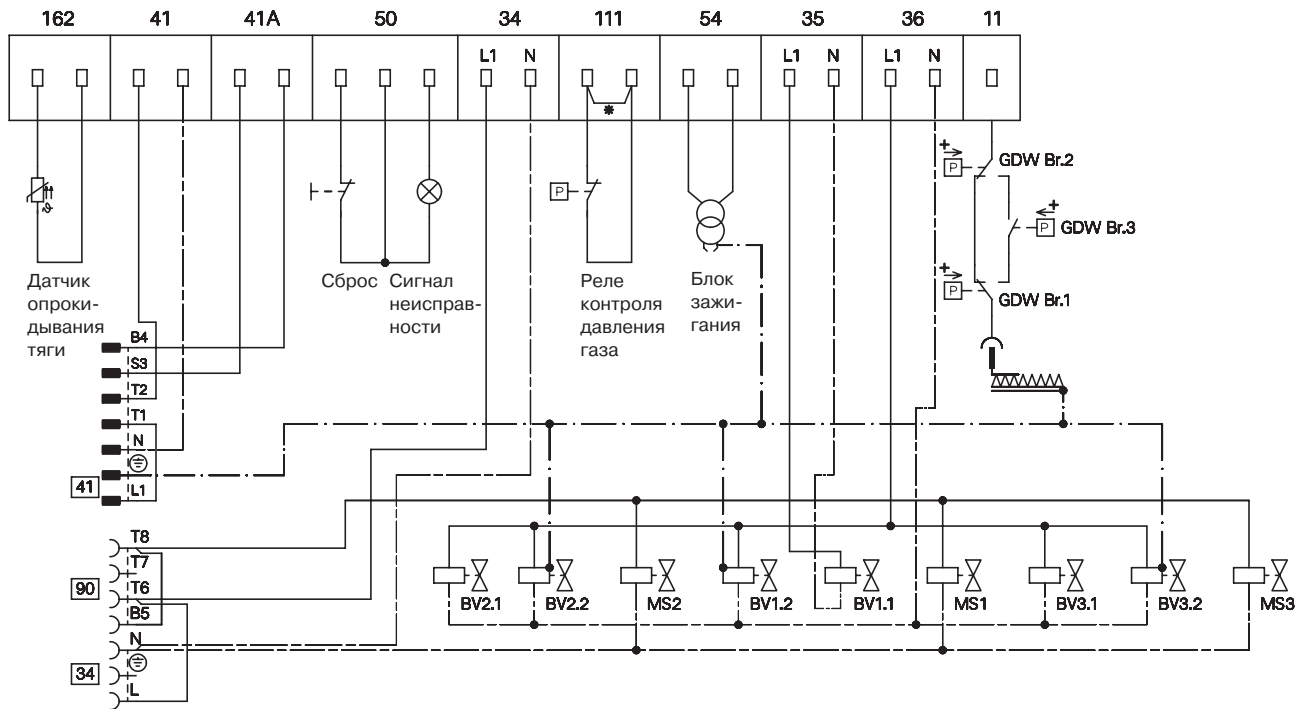 162 41 41A 50 34 111 54 35 36 11
L1 N L1 N L1 N
*
P
+
P
GDW Br.2
+
P
GDW Br.3
+
P
GDW Br.1
ϑ
Датчик
опроки-
дывания
тяги
Сброс
Сигнал
неисправ-
ности
Реле
контроля
давления
газа
Блок
зажи-
гания
B4
S3
T2
T1
N
L1
41
T8
T7
T6
B5
90
N
L
34
BV2.1 BV2.2 MS2 BV1.2 BV1.1 MS1 BV3.1 BV3.2 MS3